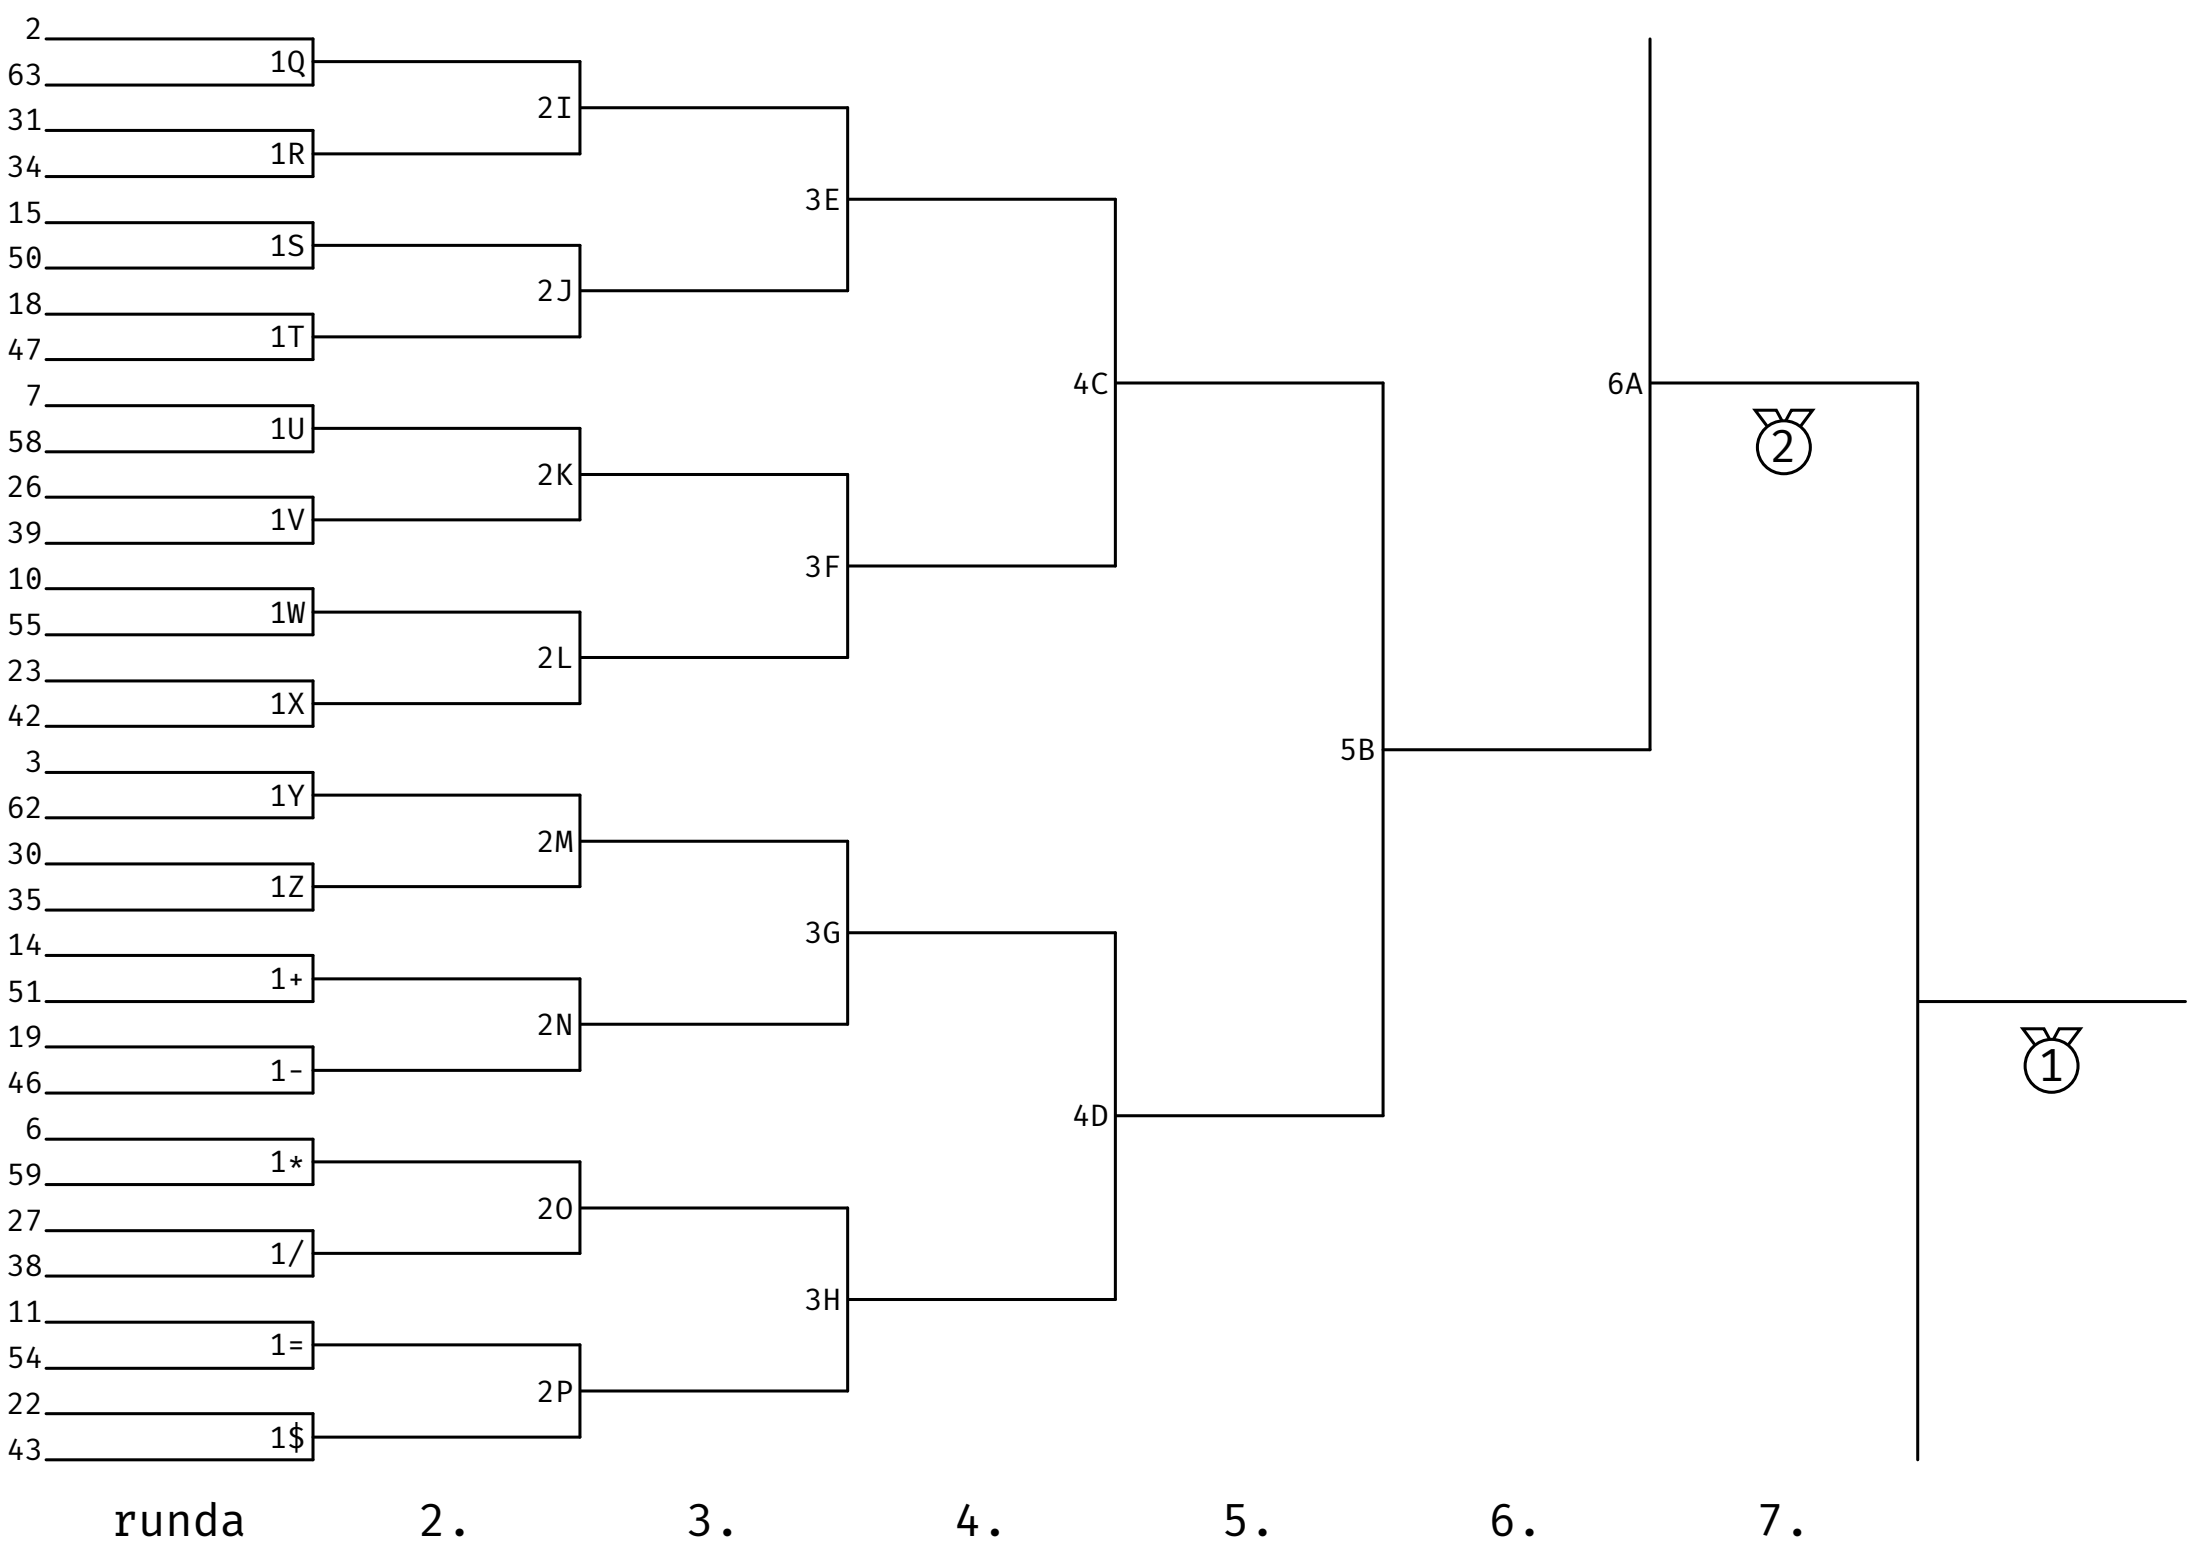 2
1Q
63
2I
31
1R
34
3E
15
1S
50
2J
18
1T
47
4C
6A
7
1U
58
2
2K
26
1V
39
3F
10
1W
55
2L
23
1X
42
5B
3
1Y
62
2M
30
1Z
35
3G
14
1+
51
2N
19
1-
46
1
4D
6
1*
59
2O
27
1/
38
3H
11
1=
54
2P
22
1$
43
runda 2. 3. 4. 5. 6. 7.